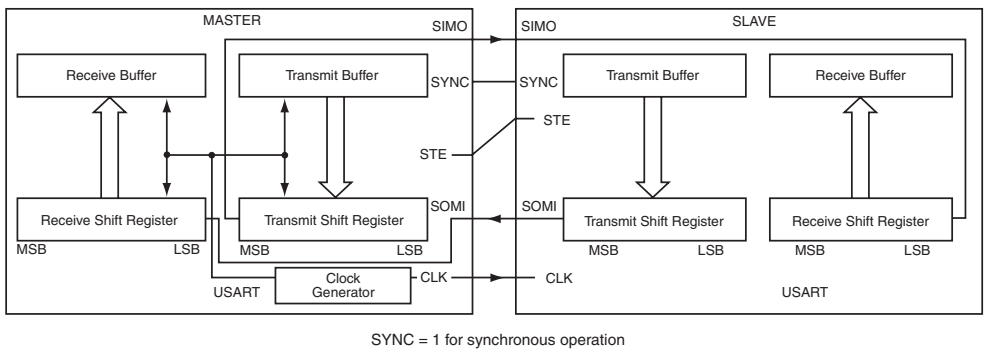 MASTER
SLAVE
SIMO
SIMO
Receive Buffer
Transmit Buffer
SYNC
SYNC
Transmit Buffer
Receive Buffer
STE
STE
SOMI
SOMI
Receive Shift Register
Transmit Shift Register
Transmit Shift Register
Receive Shift Register
MSB
LSB
MSB
LSB
MSB
LSB
MSB
LSB
USART
Clock
Generator
CLK
CLK
USART
SYNC = 1 for synchronous operation